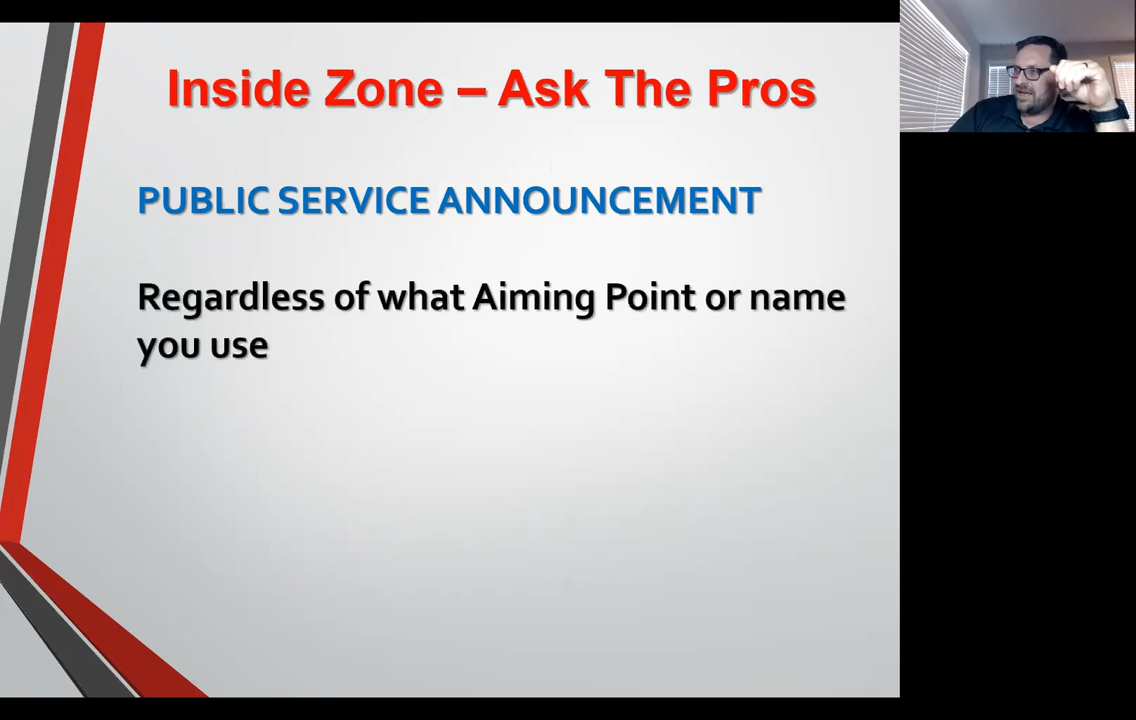 Inside Zone – Ask The Pros
PUBLIC SERVICE ANNOUNCEMENT
Regardless of what Aiming Point or name
you use